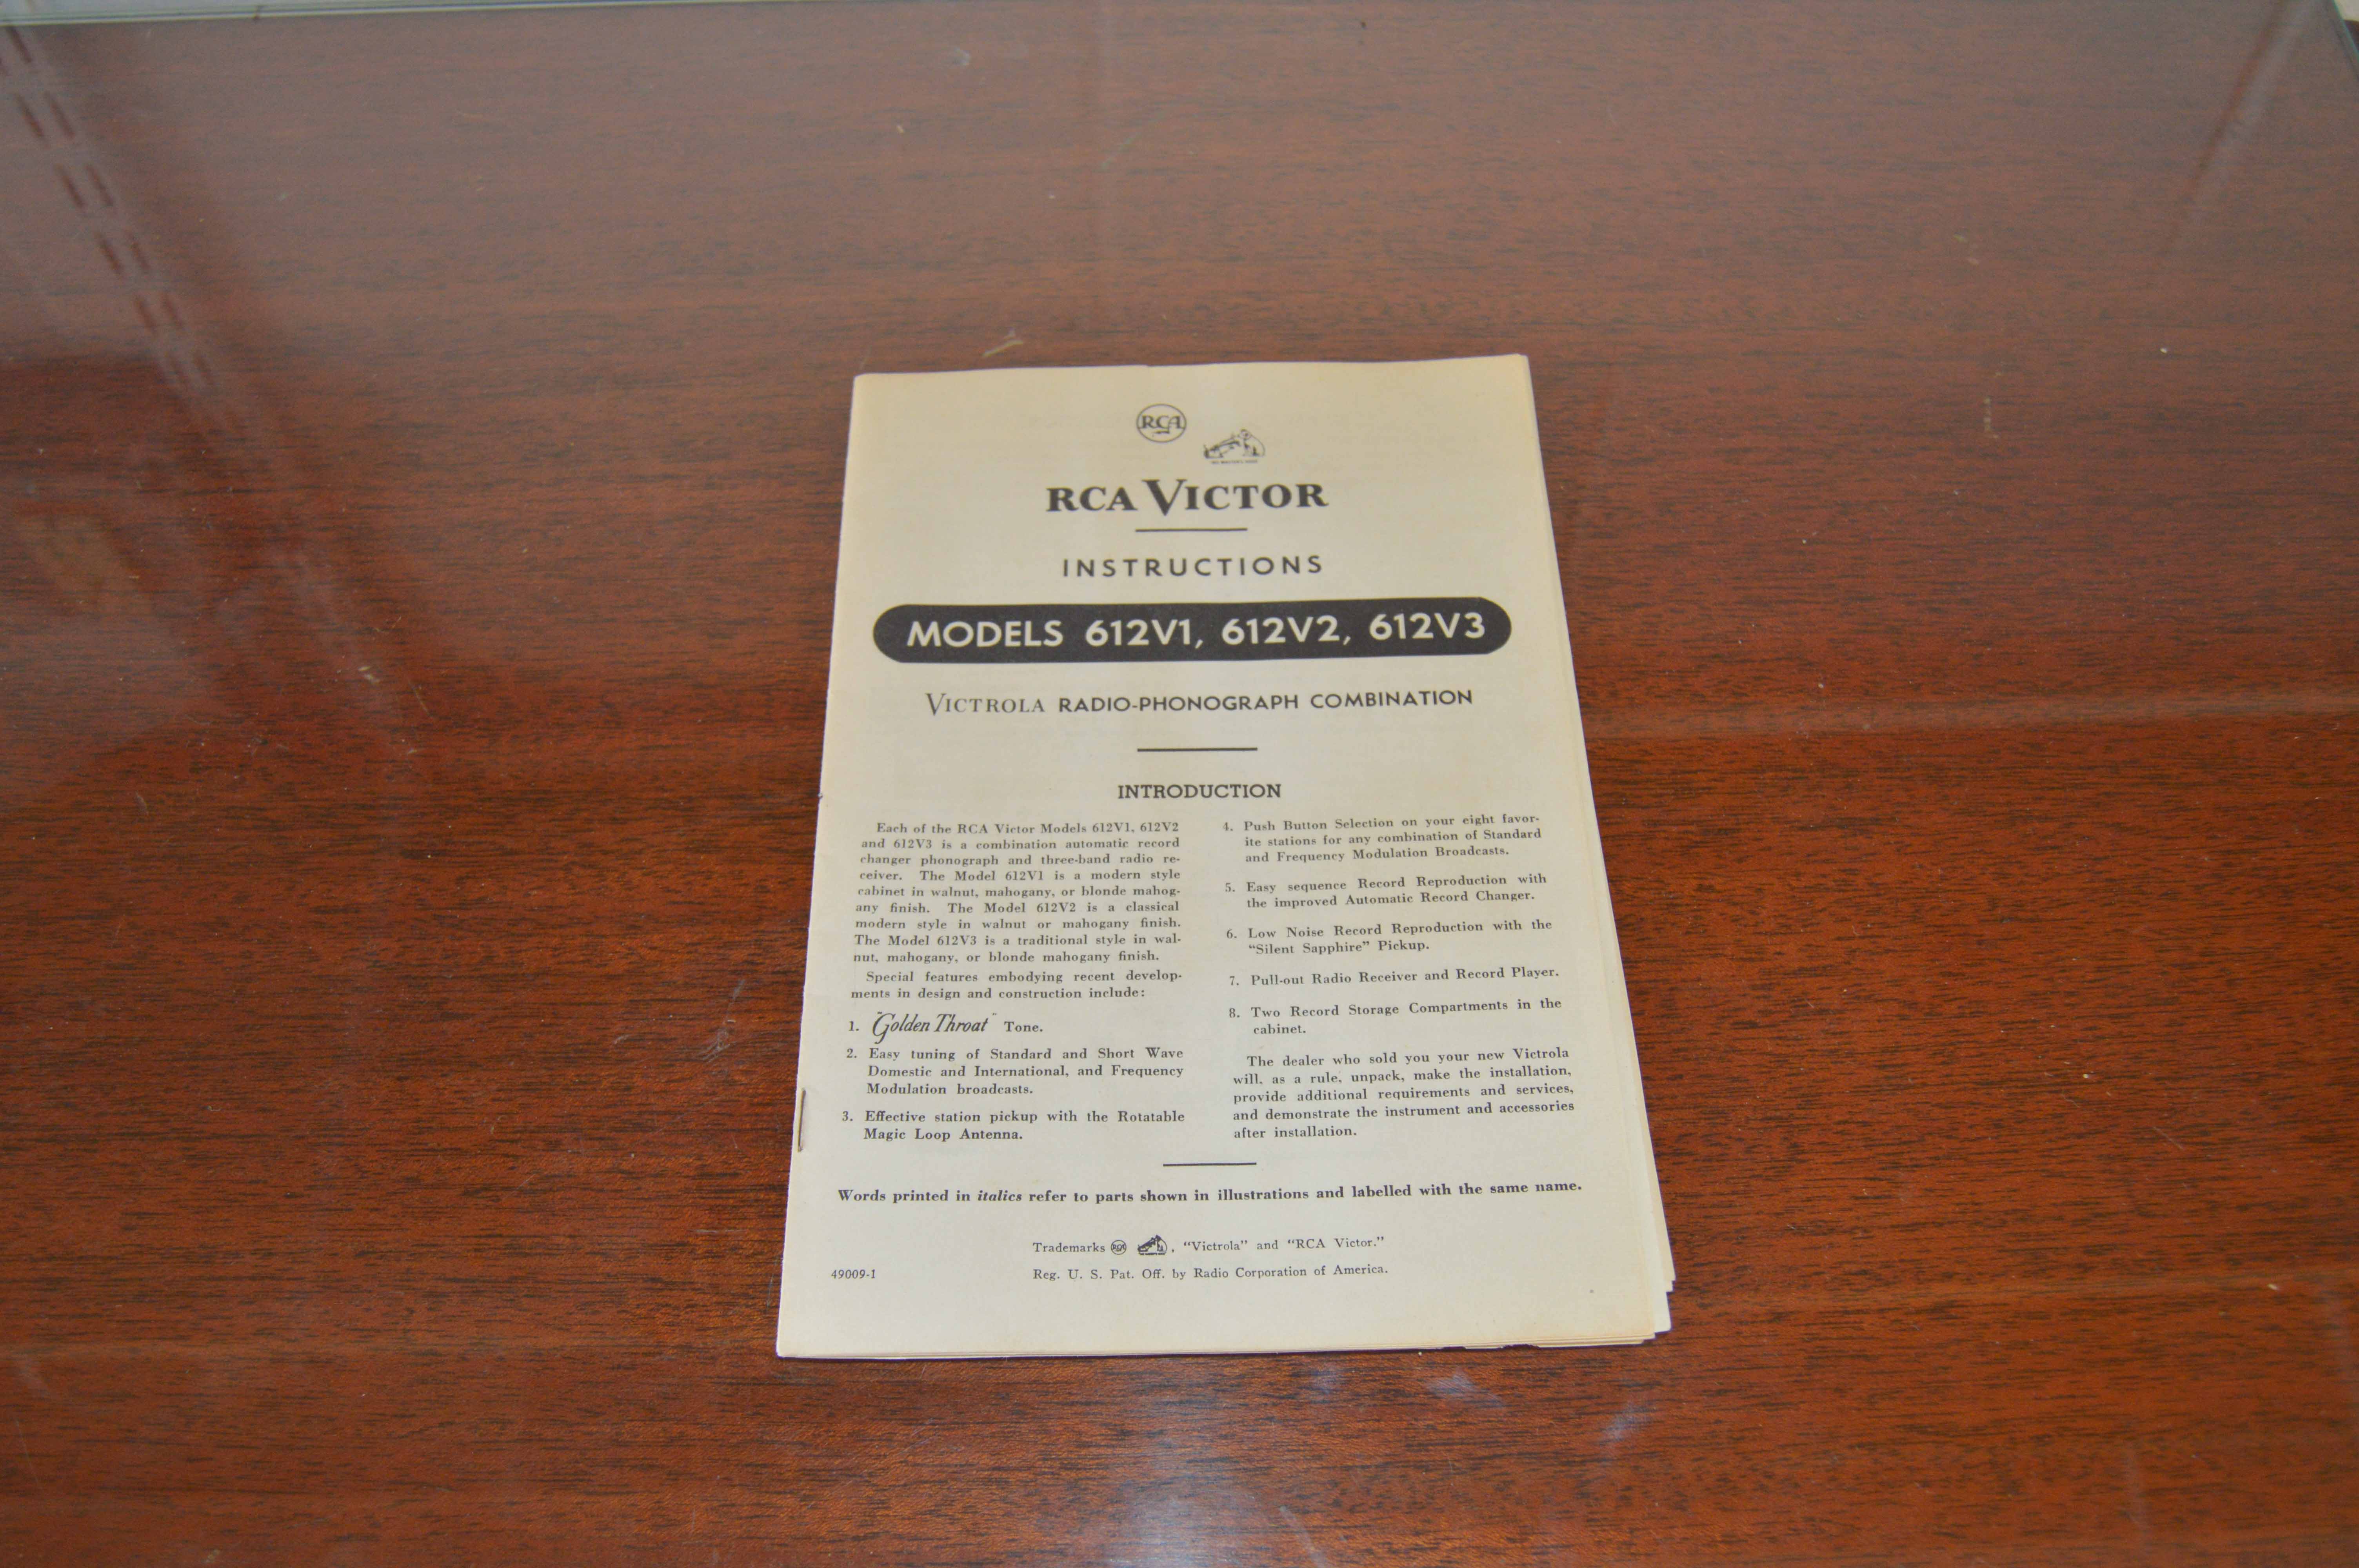 RCA
RCA VICTOR
INSTRUCTIONS
MODELS 612V1, 612V2, 612V3
VICTROLA RADIO-PHONOGRAPH COMBINATION
INTRODUCTION
Each of the RCA Victor Models 612V1, 612V2
and 612V3 is a combination automatic record
changer phonograph and three-band radio re-
ceiver. The Model 612V1 is a modern style
cabinet in walnut, mahogany, or blonde mahog-
any finish. The Model 612V2 is a classical
modern style in walnut or mahogany finish.
The Model 612V3 is a traditional style in wal-
nut, mahogany, or blonde mahogany finish.
Special features embodying recent develop-
ments in design and construction include:
1. "Golden Throat" Tone.
2. Easy tuning of Standard and Short Wave
Domestic and International, and Frequency
Modulation broadcasts.
3. Effective station pickup with the Rotatable
Magic Loop Antenna.
4. Push Button Selection on your eight favor-
ite stations for any combination of Standard
and Frequency Modulation Broadcasts.
5. Easy sequence Record Reproduction with
the improved Automatic Record Changer.
6. Low Noise Record Reproduction with the
“Silent Sapphire” Pickup.
7. Pull-out Radio Receiver and Record Player.
8. Two Record Storage Compartments in the
cabinet.
The dealer who sold you your new Victrola
will, as a rule, unpack, make the installation,
provide additional requirements and services,
and demonstrate the instrument and accessories
after installation.
Words printed in italics refer to parts shown in illustrations and labelled with the same name.
Trademarks RCA , “Victrola” and “RCA Victor.”
49009-1 Reg. U. S. Pat. Off. by Radio Corporation of America.